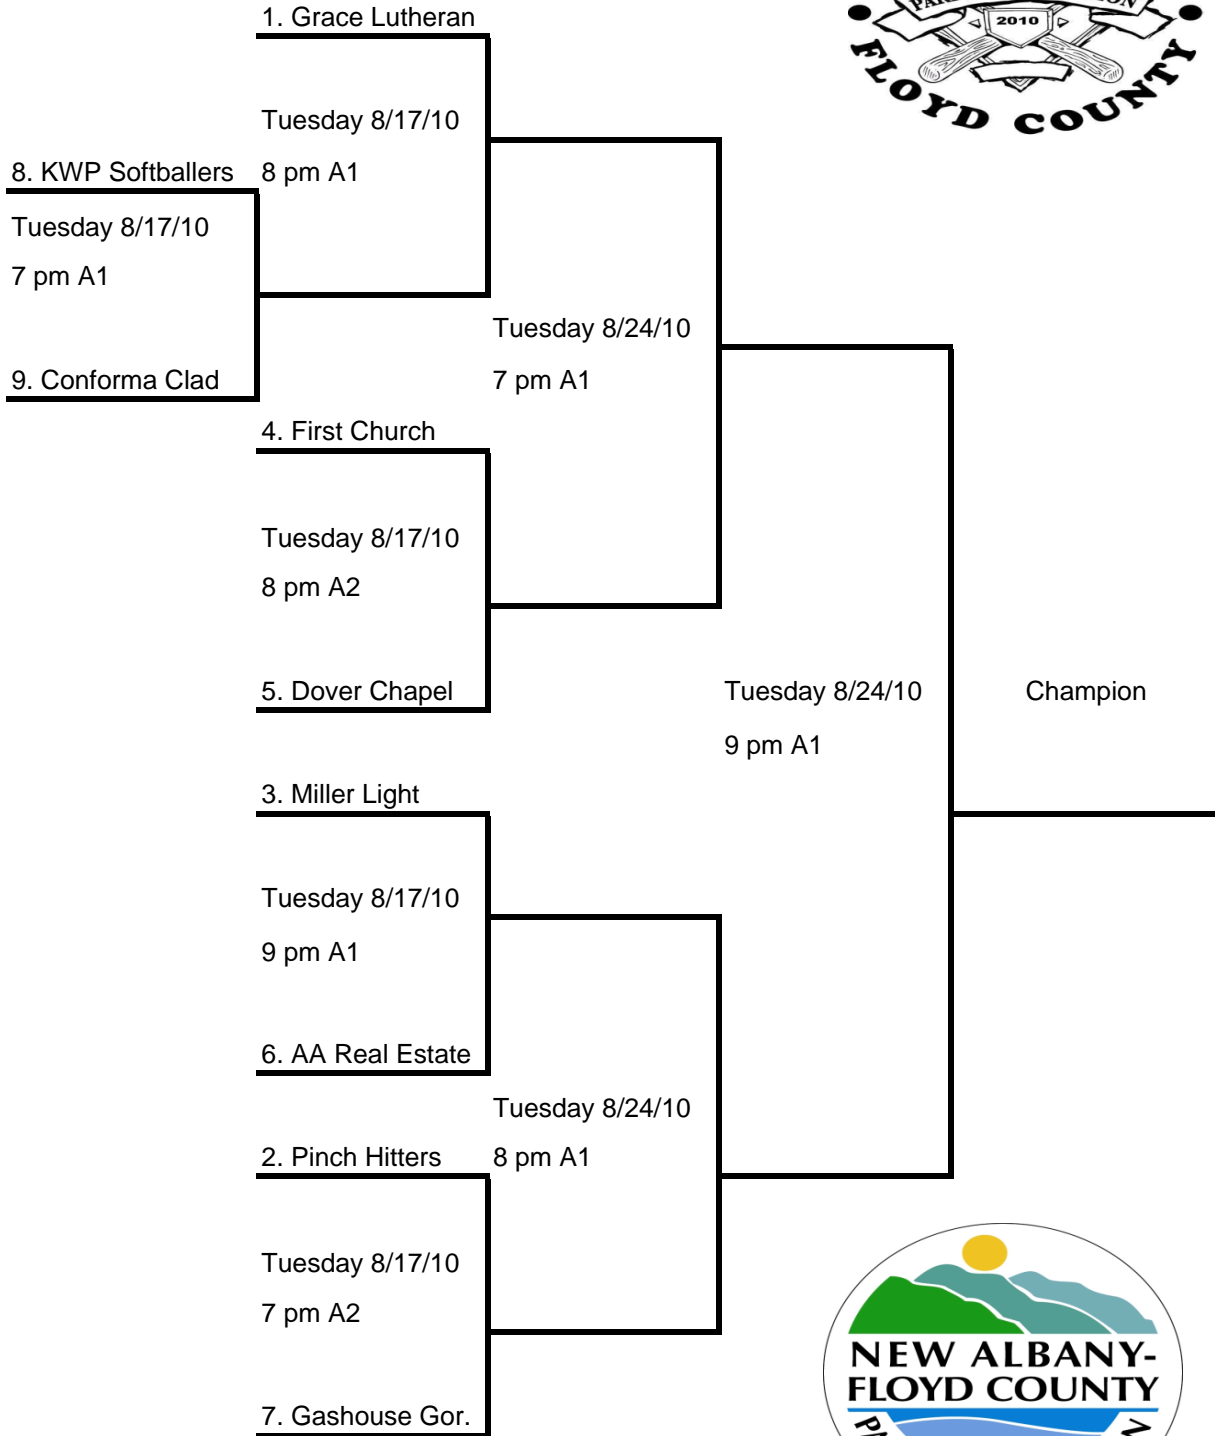 1. Grace Lutheran
2010
FLOYD COUNTY
Tuesday 8/17/10
8 pm A1
8. KWP Softballers
Tuesday 8/17/10
7 pm A1
9. Conforma Clad
Tuesday 8/24/10
7 pm A1
4. First Church
Tuesday 8/17/10
8 pm A2
5. Dover Chapel
Tuesday 8/24/10
9 pm A1
Champion
3. Miller Light
Tuesday 8/17/10
9 pm A1
6. AA Real Estate
Tuesday 8/24/10
8 pm A1
2. Pinch Hitters
Tuesday 8/17/10
7 pm A2
7. Gashouse Gor.
NEW ALBANY-
FLOYD COUNTY